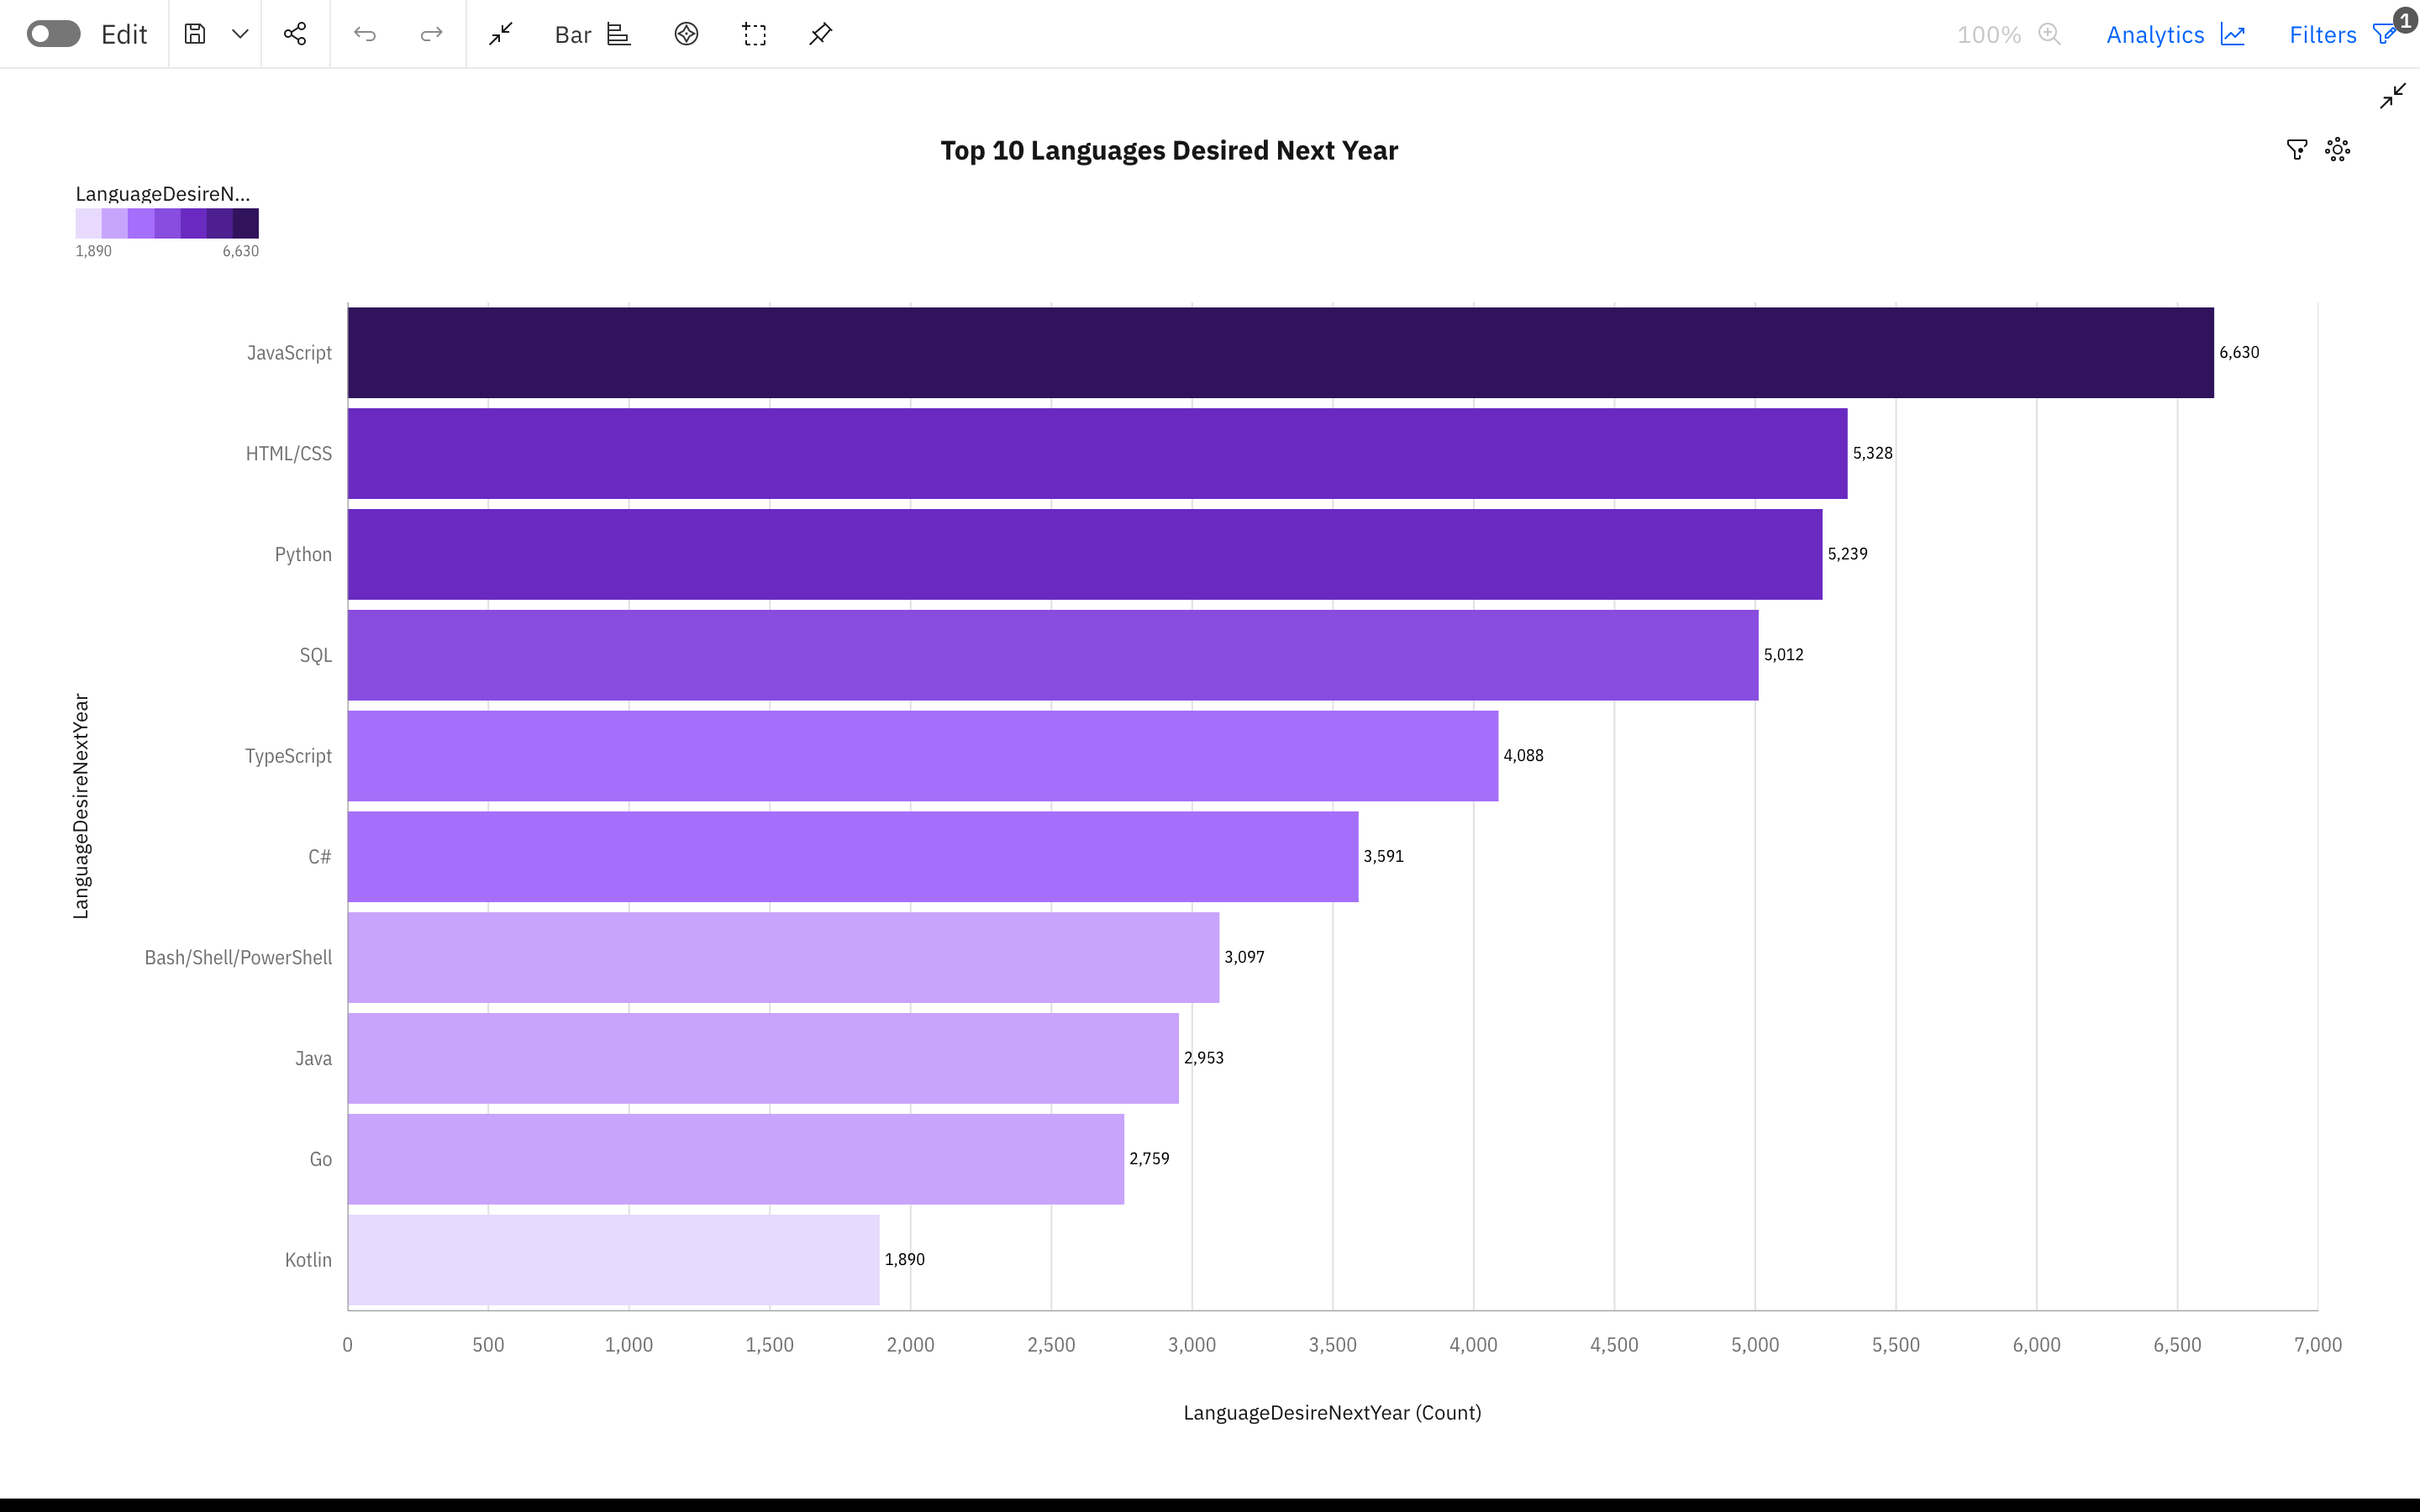 Edit
Bar
100%
Analytics
Filters
1
Top 10 Languages Desired Next Year
LanguageDesireN...
1,890 6,630
JavaScript 6,630
HTML/CSS 5,328
Python 5,239
SQL 5,012
TypeScript 4,088
C# 3,591
Bash/Shell/PowerShell 3,097
Java 2,953
Go 2,759
Kotlin 1,890
LanguageDesireNextYear
0 500 1,000 1,500 2,000 2,500 3,000 3,500 4,000 4,500 5,000 5,500 6,000 6,500 7,000
LanguageDesireNextYear (Count)